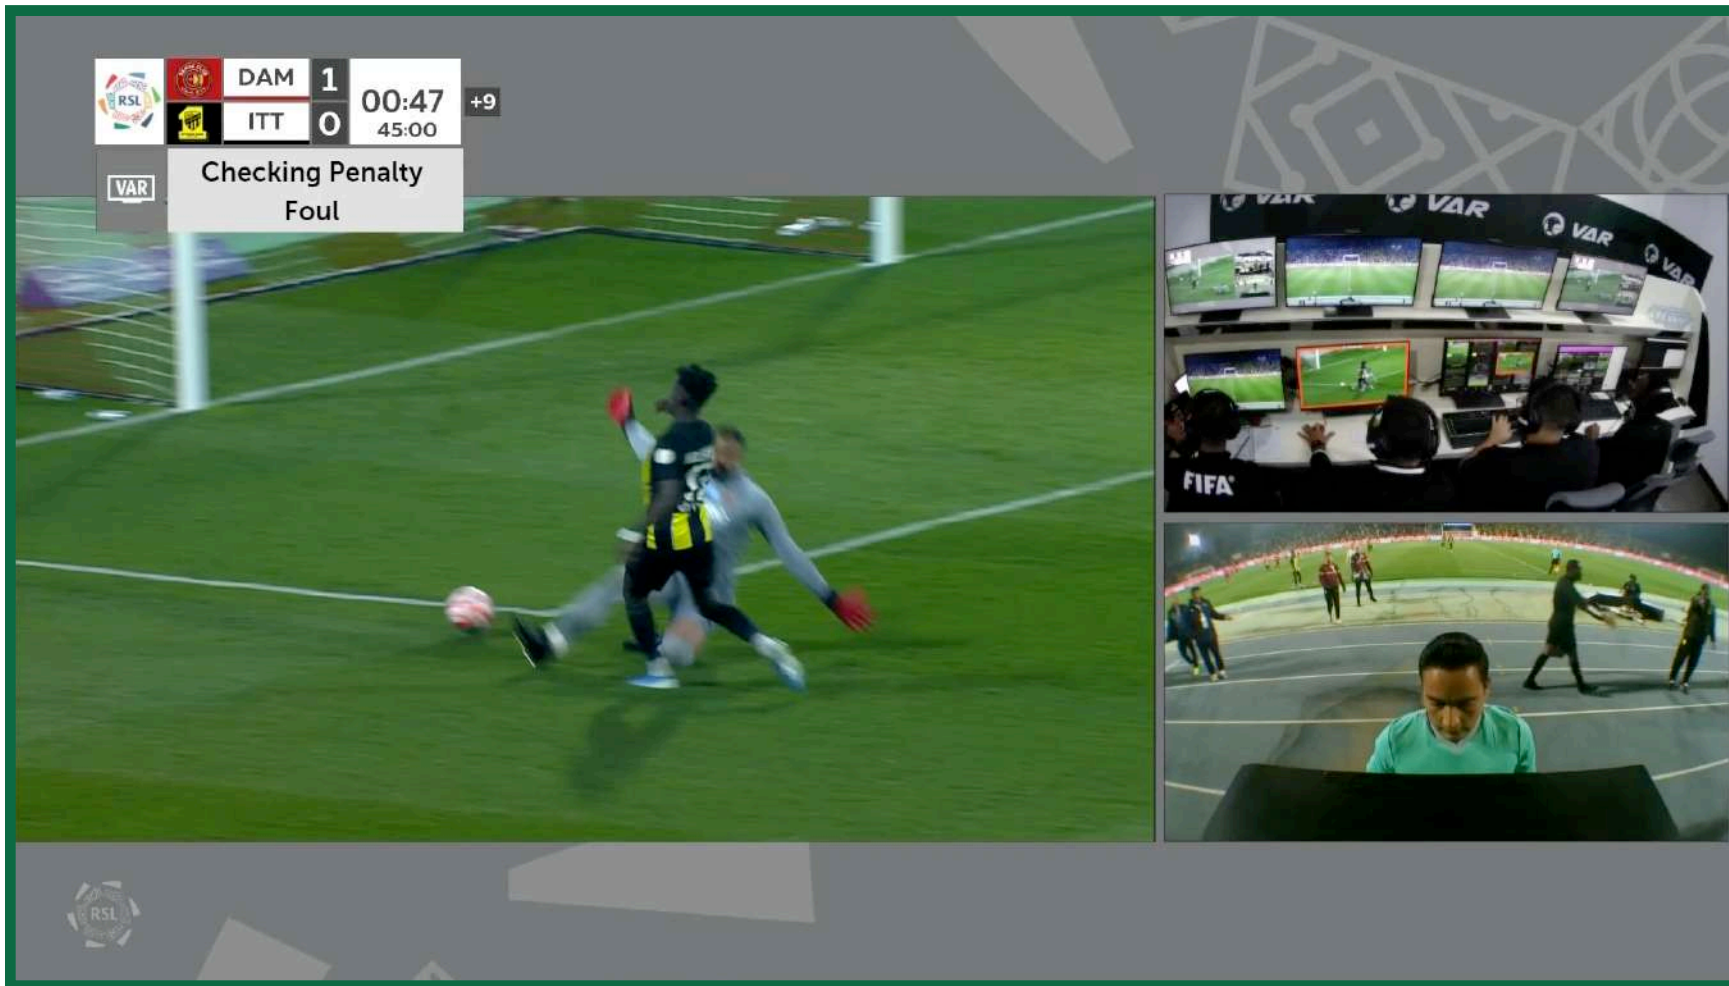 RSL
DAM 1
ITT 0
00:47
45:00
+9
VAR
Checking Penalty
Foul
VAR
VAR
VAR
VAR
FIFA
RSL